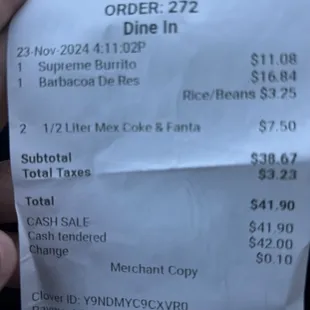 ORDER: 272
Dine In
23-Nov-2024 4:11:02P
1 Supreme Burrito $11.08
1 Barbacoa De Res $16.84
Rice/Beans $3.25
2 1/2 Liter Mex Coke & Fanta $7.50
Subtotal $38.67
Total Taxes $3.23
Total $41.90
CASH SALE $41.90
Cash tendered $42.00
Change $0.10
Merchant Copy
Clover ID: Y9NDMYC9CXVR0